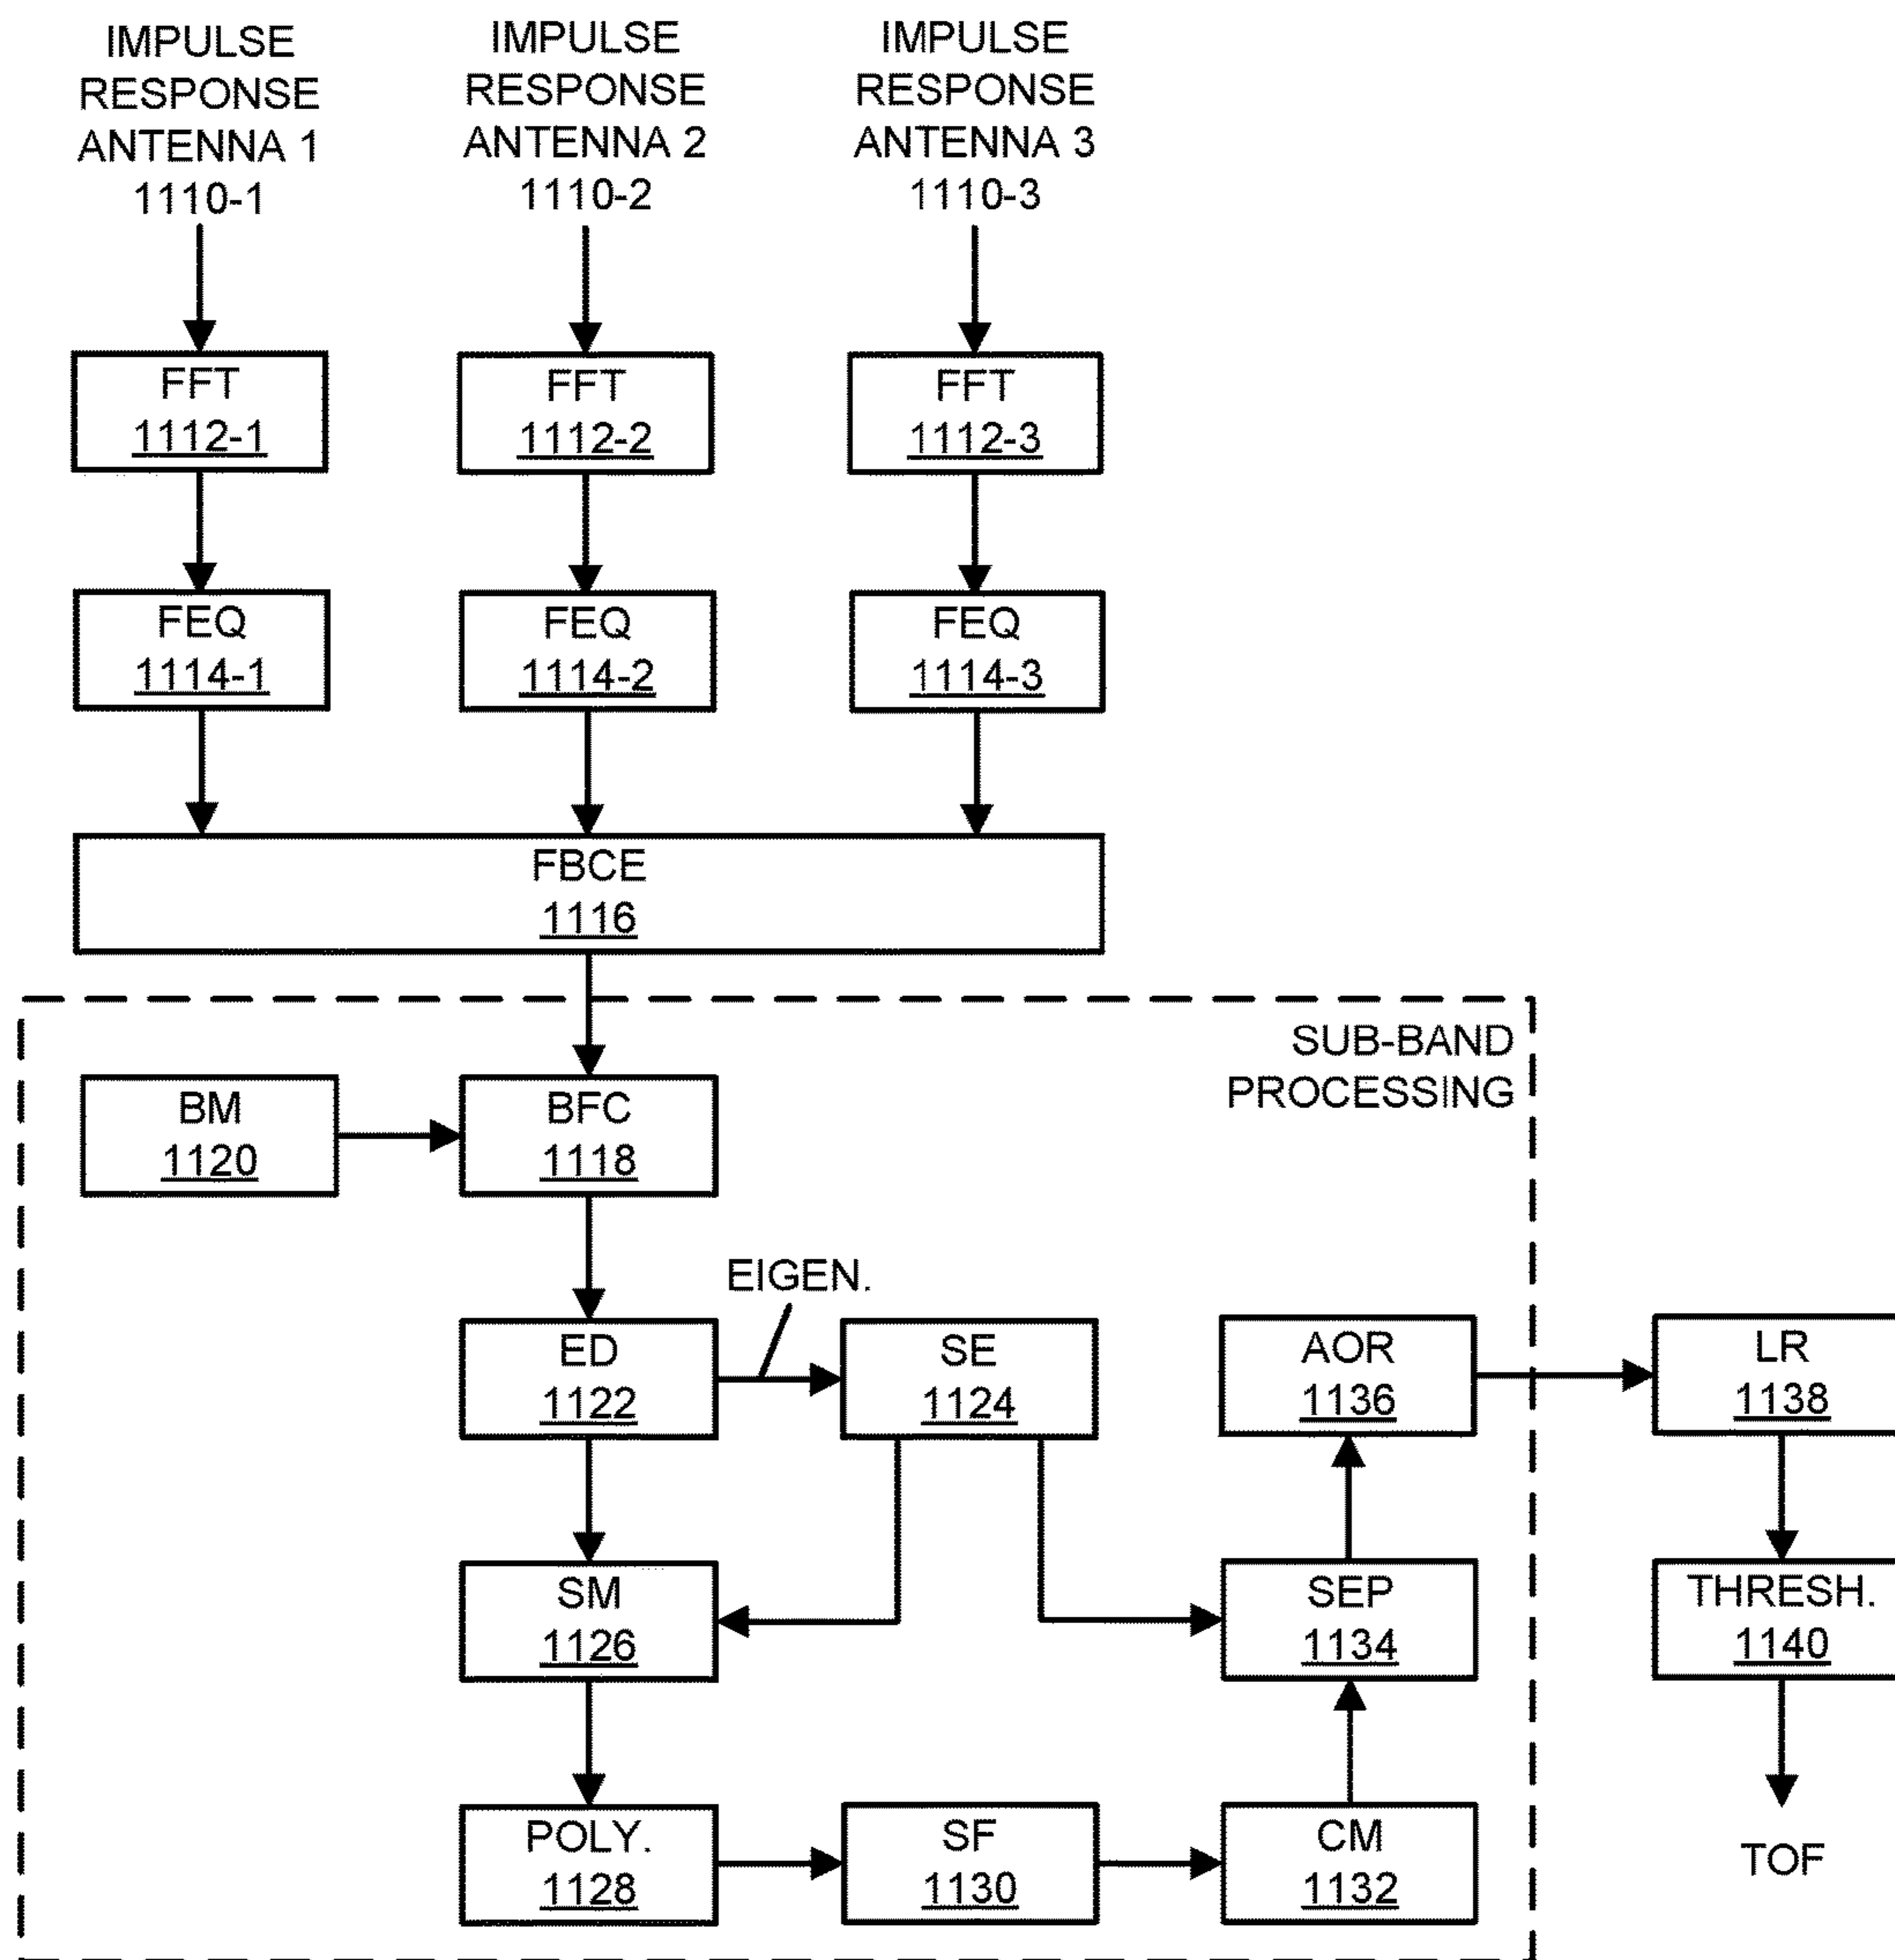 IMPULSE
RESPONSE
ANTENNA 1
1110-1
IMPULSE
RESPONSE
ANTENNA 2
1110-2
IMPULSE
RESPONSE
ANTENNA 3
1110-3
FFT
1112-1
FFT
1112-2
FFT
1112-3
FEQ
1114-1
FEQ
1114-2
FEQ
1114-3
FBCE
1116
SUB-BAND
PROCESSING
BM
1120
BFC
1118
EIGEN.
ED
1122
SE
1124
AOR
1136
LR
1138
SM
1126
SEP
1134
THRESH.
1140
POLY.
1128
SF
1130
CM
1132
TOF